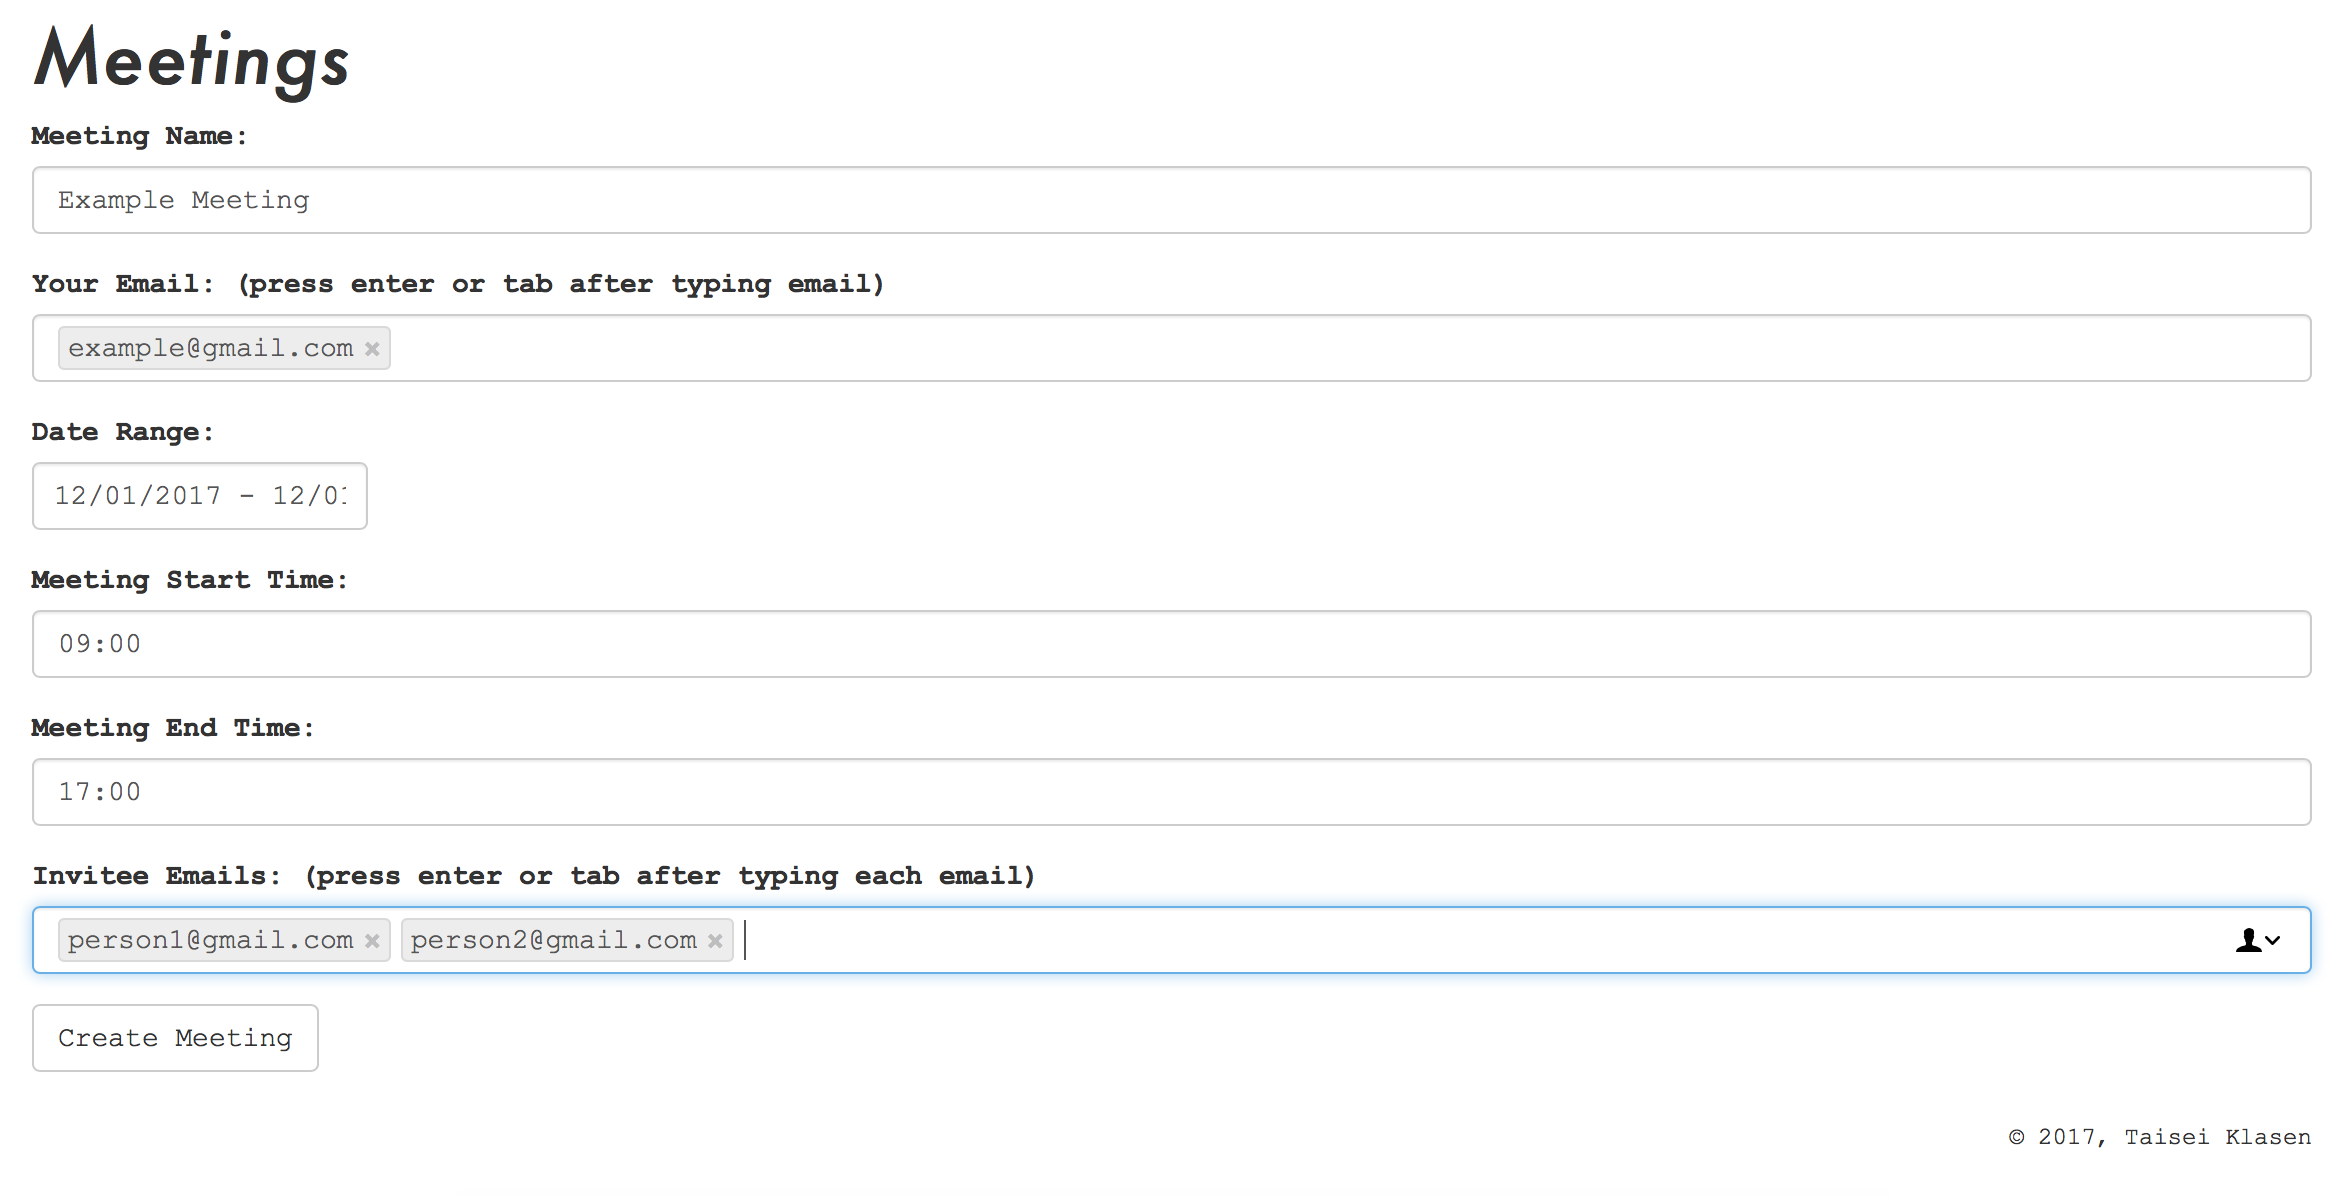 Meetings
Meeting Name:
Example Meeting
Your Email: (press enter or tab after typing email)
example@gmail.com ×
Date Range:
12/01/2017 - 12/01
Meeting Start Time:
09:00
Meeting End Time:
17:00
Invitee Emails: (press enter or tab after typing each email)
person1@gmail.com × person2@gmail.com ×
Create Meeting
© 2017, Taisei Klasen